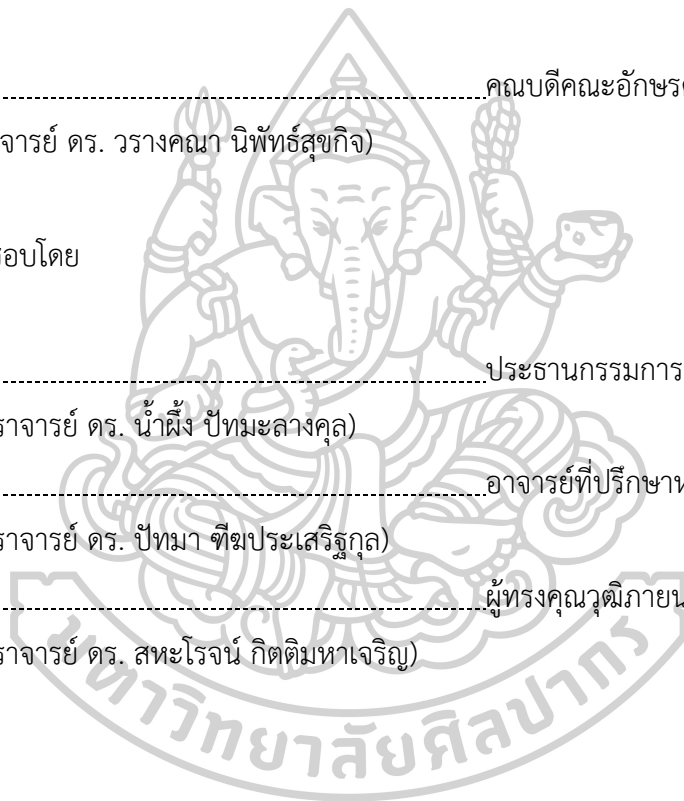 คณบดีคณะอักษร
จารย์ ดร. วรางคณา นิพัทธ์สุขกิจ)
อบโดย
ประธานกรรมการ
ราจารย์ ดร. น้ำผึ้ง ปัทมะลางคุล)
อาจารย์ที่ปรึกษาห
ราจารย์ ดร. ปัทมา ฑีฆประเสริฐกุล)
ผู้ทรงคุณวุฒิภายน
ราจารย์ ดร. สหะโรจน์ กิตติมหาเจริญ)
มหาวิทยาลัยศิลปากร